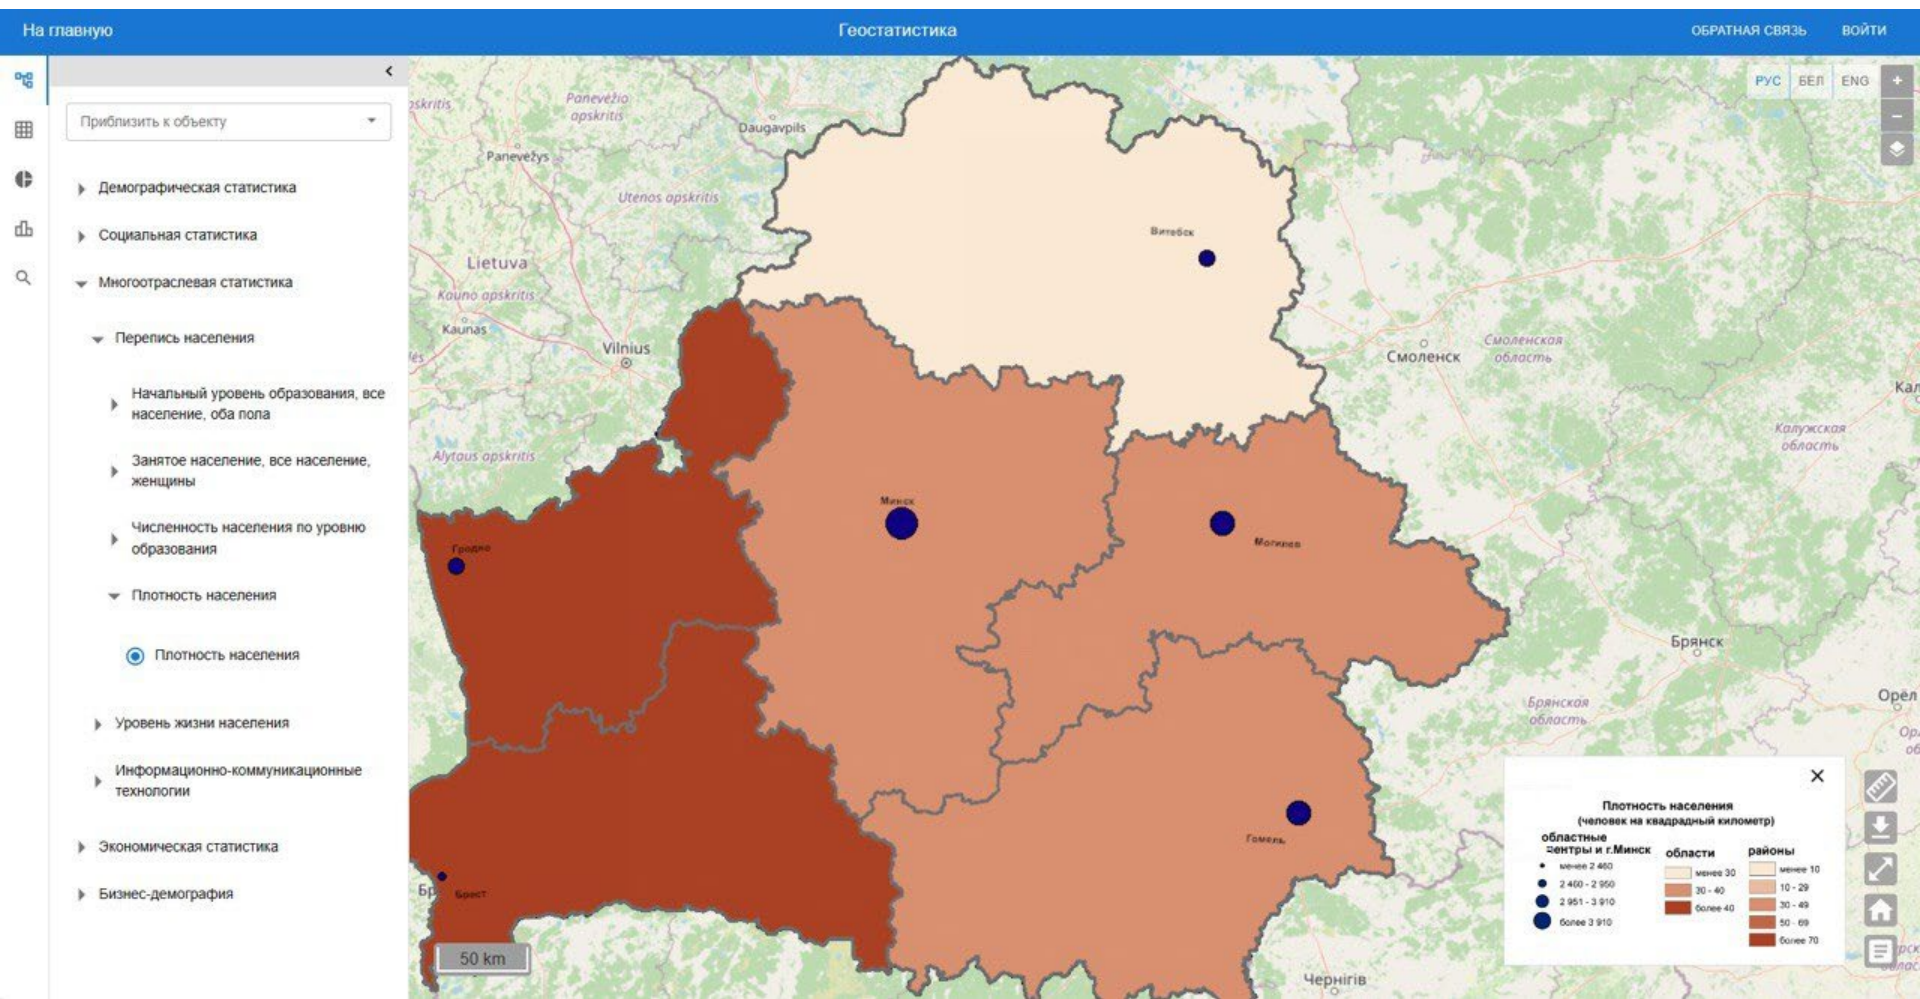 На главную
Геостатистика
ОБРАТНАЯ СВЯЗЬ
ВОЙТИ
Приблизить к объекту
Демографическая статистика
Социальная статистика
Многоотраслевая статистика
Перепись населения
Начальный уровень образования, все
население, оба пола
Занятое население, все население,
женщины
Численность населения по уровню
образования
Плотность населения
Плотность населения
Уровень жизни населения
Информационно-коммуникационные
технологии
Экономическая статистика
Бизнес-демография
РУС БЕЛ ENG
+
−
Panevėžio
apskritis
Daugavpils
Panevėžys
Utenos apskritis
Lietuva
Kauno apskritis
Kaunas
Vilnius
Alytaus apskritis
Витебск
Смоленск
Смоленская
область
Калужская
область
Минск
Могилев
Гродно
Брянск
Брянская
область
Орёл
Гомель
Брест
Чернігів
50 km
Плотность населения
(человек на квадрадный километр)
областные
центры и г.Минск
менее 2 460
2 460 - 2 950
2 951 - 3 910
более 3 910
области
менее 30
30 - 40
более 40
районы
менее 10
10 - 29
30 - 49
50 - 69
более 70